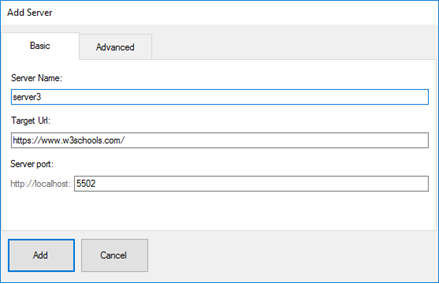 Add Server
Basic
Advanced
Server Name:
server3
Target Url:
https://www.w3schools.com/
Server port:
http://localhost: 5502
Add
Cancel